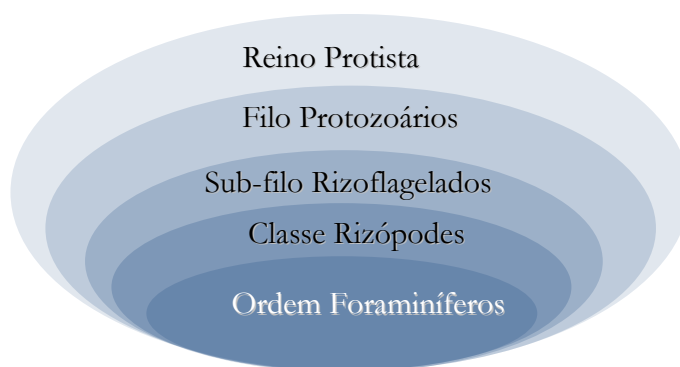 Reino Protista
Filo Protozoários
Sub-filo Rizoflagelados
Classe Rizópodes
Ordem Foraminíferos